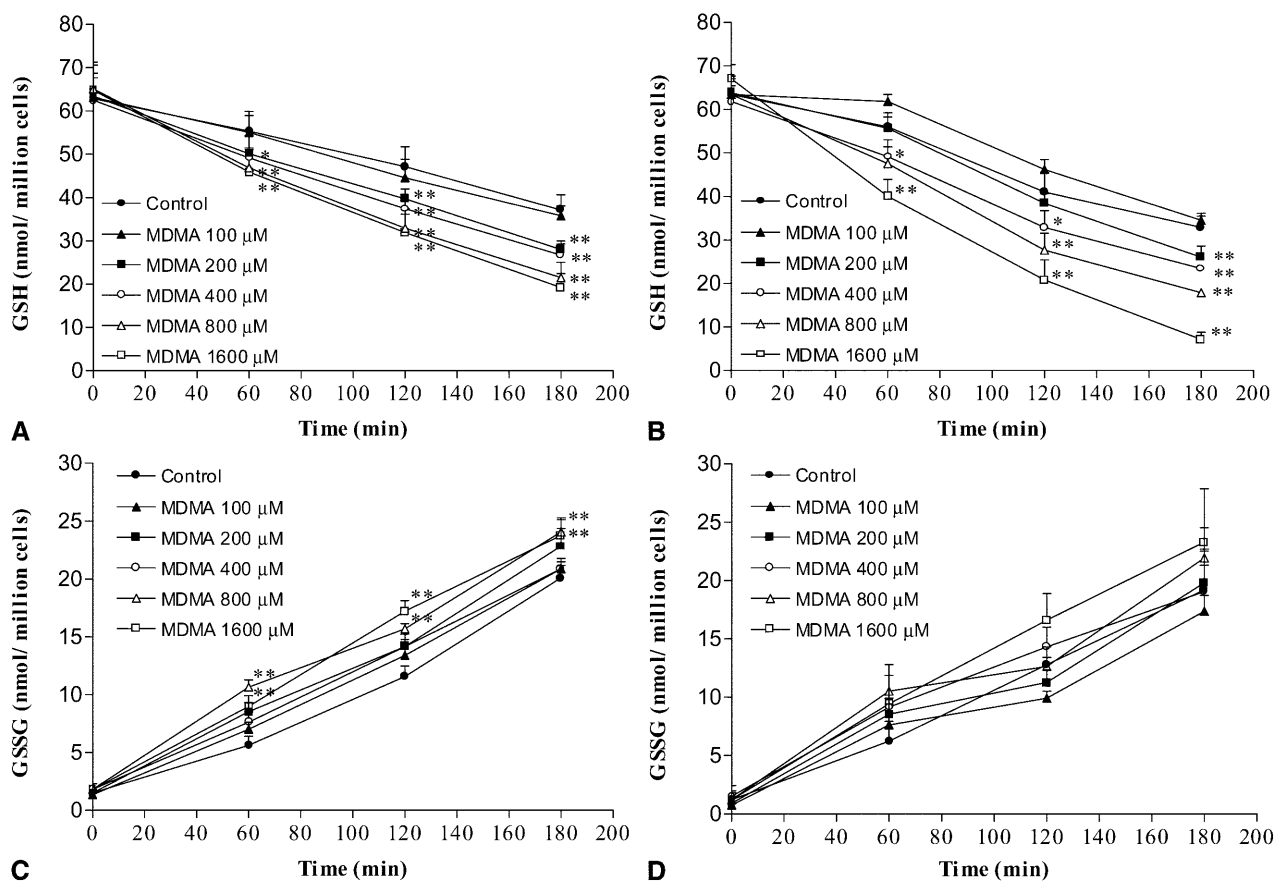 80
70
60
50
40
30
20
10
0
GSH (nmol/ million cells)
*
**
**
**
**
**
**
**
**
**
**
Control
MDMA 100 μM
MDMA 200 μM
MDMA 400 μM
MDMA 800 μM
MDMA 1600 μM
0 20 40 60 80 100 120 140 160 180 200
Time (min)
A
80
70
60
50
40
30
20
10
0
GSH (nmol/ million cells)
*
**
*
**
**
**
**
**
**
Control
MDMA 100 μM
MDMA 200 μM
MDMA 400 μM
MDMA 800 μM
MDMA 1600 μM
0 20 40 60 80 100 120 140 160 180 200
Time (min)
B
30
25
20
15
10
5
0
GSSG (nmol/ million cells)
Control
MDMA 100 μM
MDMA 200 μM
MDMA 400 μM
MDMA 800 μM
MDMA 1600 μM
**
**
**
**
**
**
0 20 40 60 80 100 120 140 160 180 200
Time (min)
C
30
25
20
15
10
5
0
GSSG (nmol/ million cells)
Control
MDMA 100 μM
MDMA 200 μM
MDMA 400 μM
MDMA 800 μM
MDMA 1600 μM
0 20 40 60 80 100 120 140 160 180 200
Time (min)
D